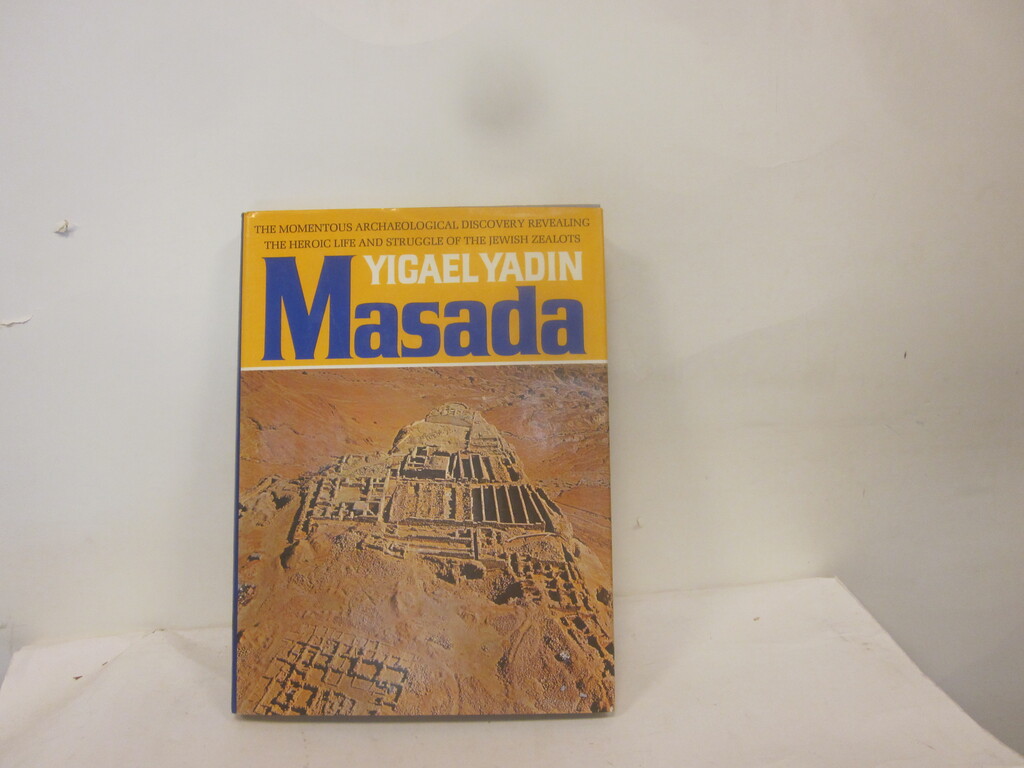 THE MOMENTOUS ARCHAEOLOGICAL DISCOVERY REVEALING
THE HEROIC LIFE AND STRUGGLE OF THE JEWISH ZEALOTS
YIGAEL YADIN
Masada